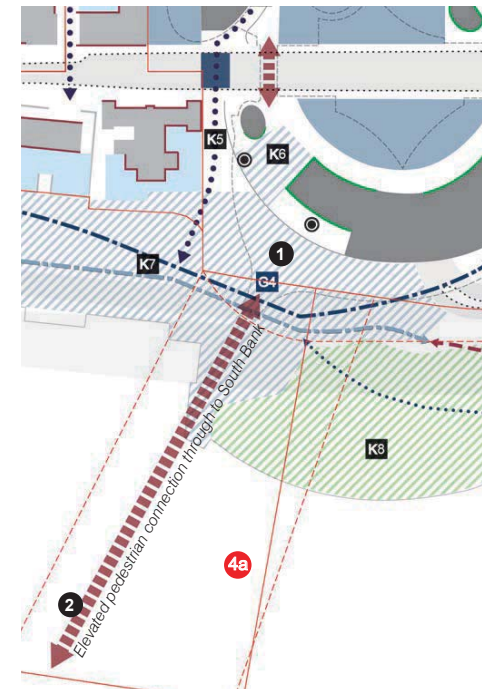 K5
K6
1
K7
G4
Elevated pedestrian connection through to South Bank
K8
4a
2